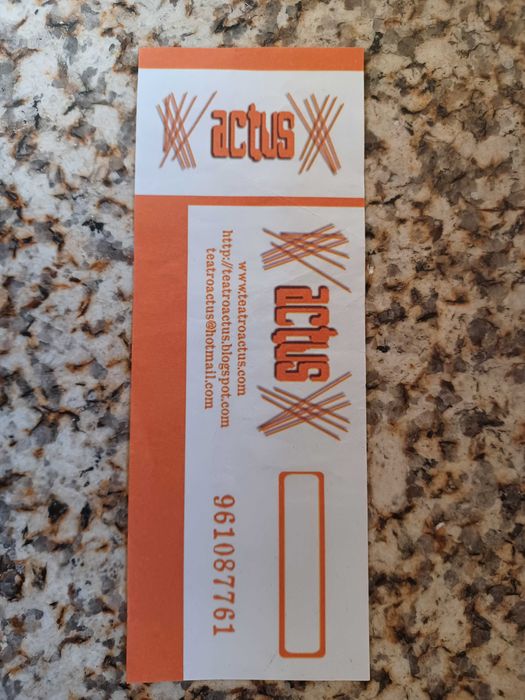 actus
actus
www.teatroactus.com
http://teatroactus.blogspot.com
teatroactus@hotmail.com
961087761